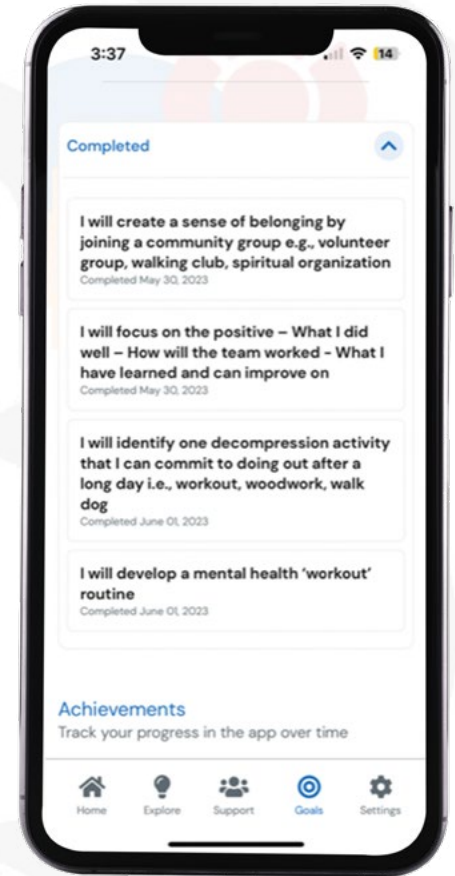 3:37
14
Completed
I will create a sense of belonging by
joining a community group e.g., volunteer
group, walking club, spiritual organization
Completed May 30, 2023
I will focus on the positive – What I did
well – How will the team worked - What I
have learned and can improve on
Completed May 30, 2023
I will identify one decompression activity
that I can commit to doing out after a
long day i.e., workout, woodwork, walk
dog
Completed June 01, 2023
I will develop a mental health ‘workout’
routine
Completed June 01, 2023
Achievements
Track your progress in the app over time
Home Explore Support Goals Settings